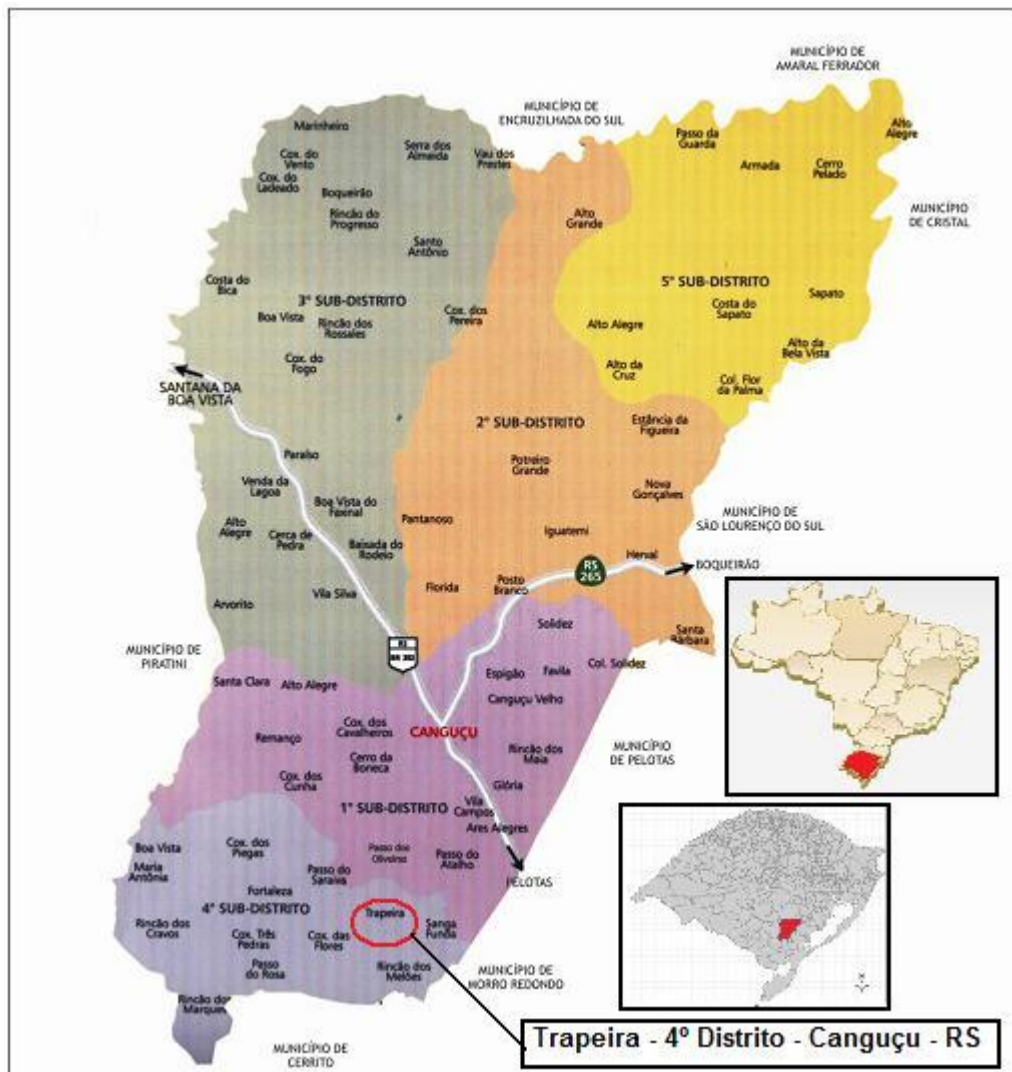 MUNICÍPIO DE
AMARAL FERRADOR
MUNICÍPIO DE
ENCRUZILHADA DO SUL
Marinheiro
Cox. do
Vento
Cox. do
Ladeado
Serra dos
Almeida
Vau dos
Prestes
Boqueirão
Rincão do
Progresso
Santo
Antônio
Passo da
Guarda
Alto
Alegre
Armada
Cerro
Pelado
Alto
Grande
MUNICÍPIO
DE CRISTAL
Costa do
Bica
3º SUB-DISTRITO
Boa Vista
Rincão dos
Rossales
Cox. dos
Pereira
Cox. do
Fogo
5º SUB-DISTRITO
Costa do
Sapato
Sapato
Alto Alegre
Alto da
Bela Vista
Alto da
Cruz
Col. Flor
da Palma
SANTANA DA
BOA VISTA
2º SUB-DISTRITO
Estância da
Figueira
Paraíso
Potreiro
Grande
Venda da
Lagoa
Nova
Gonçalves
Boa Vista do
Faxinal
Pantanoso
MUNICÍPIO DE
SÃO LOURENÇO DO SUL
Alto
Alegre
Cerca de
Pedra
Iguatemi
Baixada do
Rodeio
Herval
RS
265
BOQUEIRÃO
Florida
Posto
Branco
Arvorito
Vila Silva
Solidez
Santa
Bárbara
MUNICÍPIO DE
PIRATINI
Espigão
Favila
Col. Solidez
Santa Clara
Alto Alegre
Canguçu Velho
Cox. dos
Cavalheiros
CANGUÇU
Remanço
Cerro da
Boneca
Rincão dos
Maia
MUNICÍPIO
DE PELOTAS
Cox. dos
Cunha
Glória
1º SUB-DISTRITO
Vila
Campos
Ares Alegres
Boa Vista
Cox. dos
Piegas
Passo dos
Oliveiras
Passo do
Atalho
Maria
Antônia
Passo do
Saraiva
PELOTAS
Fortaleza
4º SUB-DISTRITO
Trapeira
Rincão dos
Cravos
Cox. Três
Pedras
Cox. das
Flores
Sanga
Funda
Passo
do Rosa
Rincão dos
Melões
MUNICÍPIO DE
MORRO REDONDO
Rincão dos
Marques
MUNICÍPIO DE
CERRITO
Trapeira - 4º Distrito - Canguçu - RS